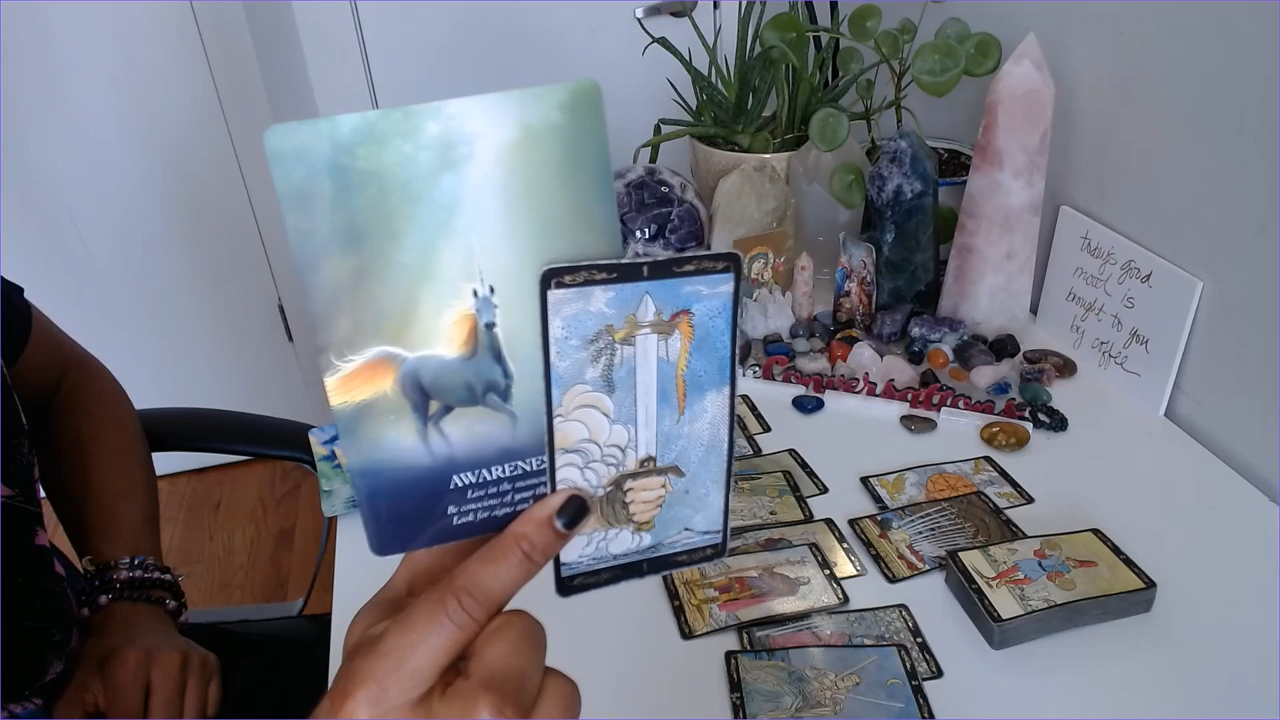 AWARENES
Live in the momen
Be conscious of your th
Look for signs and
I
today's good
mood is
brought to you
by coffee
Conversations